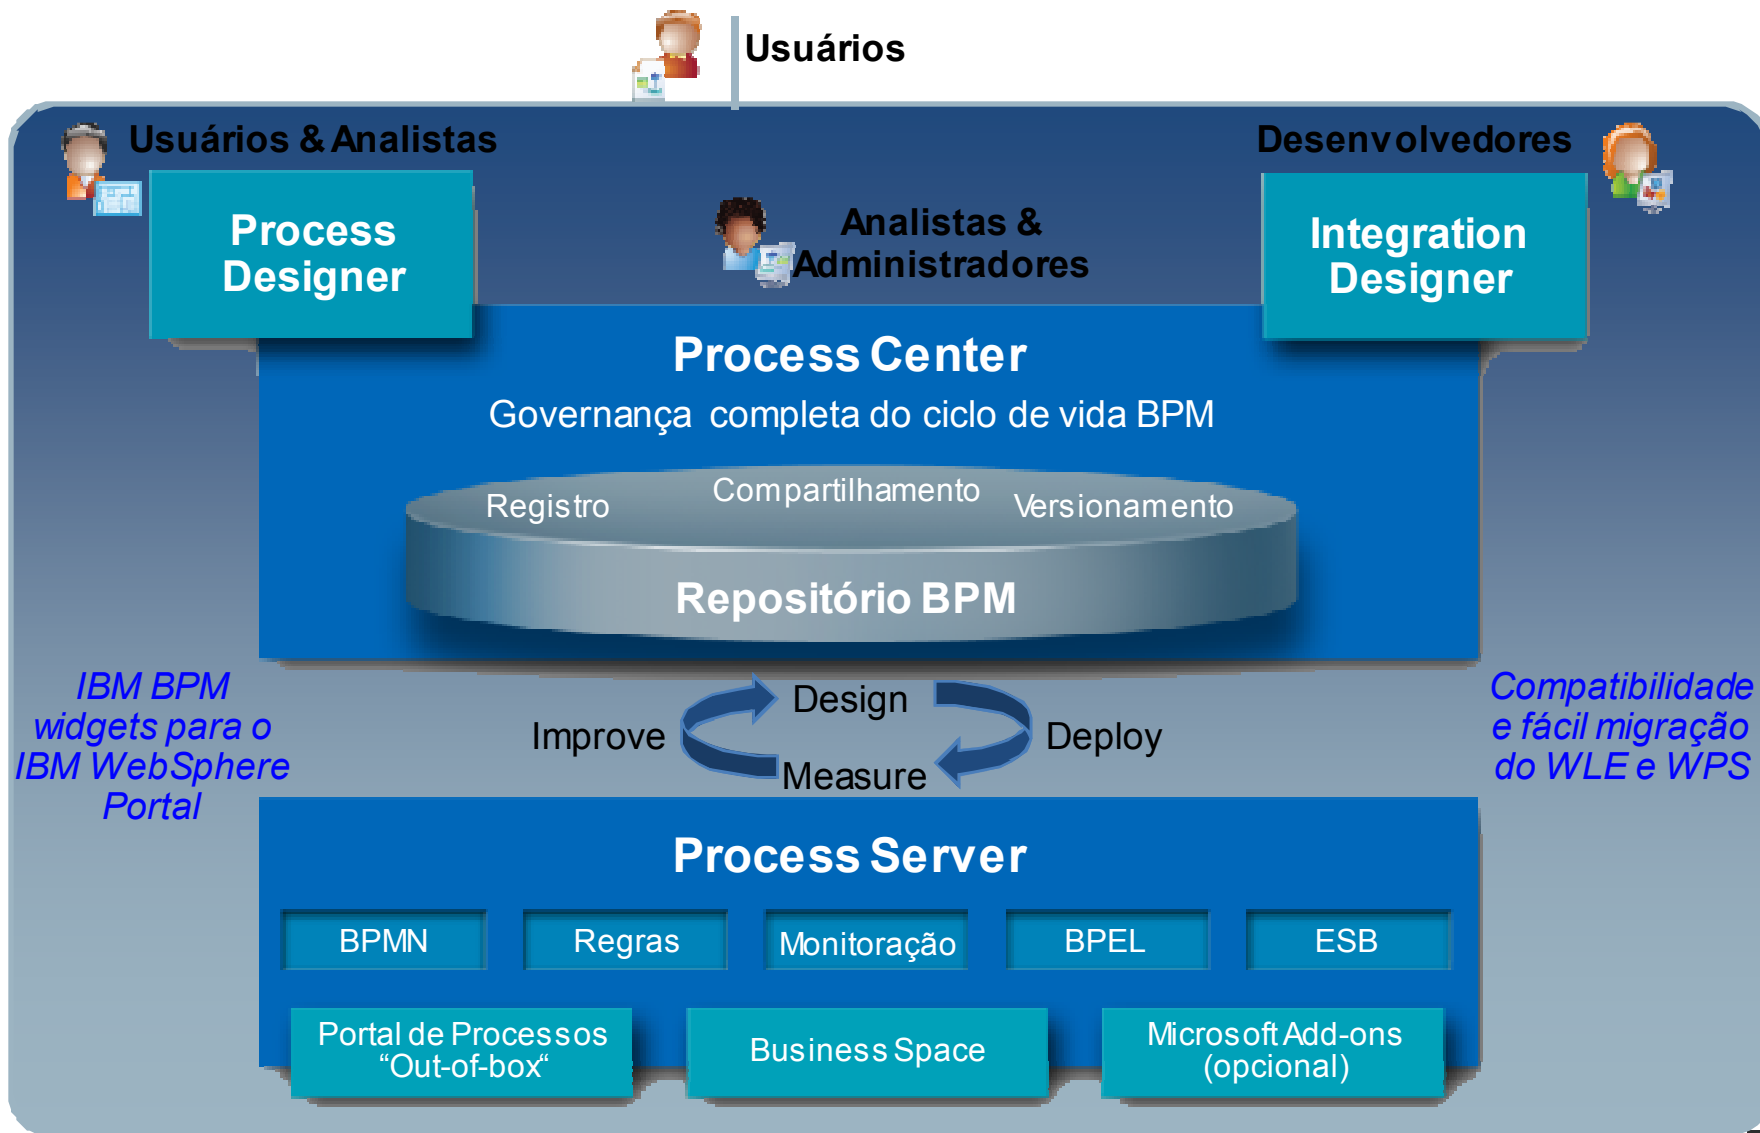 Usuários
Usuários & Analistas
Desenvolvedores
Process
Designer
Analistas &
Administradores
Integration
Designer
Process Center
Governança completa do ciclo de vida BPM
Registro
Compartilhamento
Versionamento
Repositório BPM
IBM BPM
widgets para o
IBM WebSphere
Portal
Design
Improve
Deploy
Measure
Compatibilidade
e fácil migração
do WLE e WPS
Process Server
BPMN
Regras
Monitoração
BPEL
ESB
Portal de Processos
“Out-of-box“
Business Space
Microsoft Add-ons
(opcional)